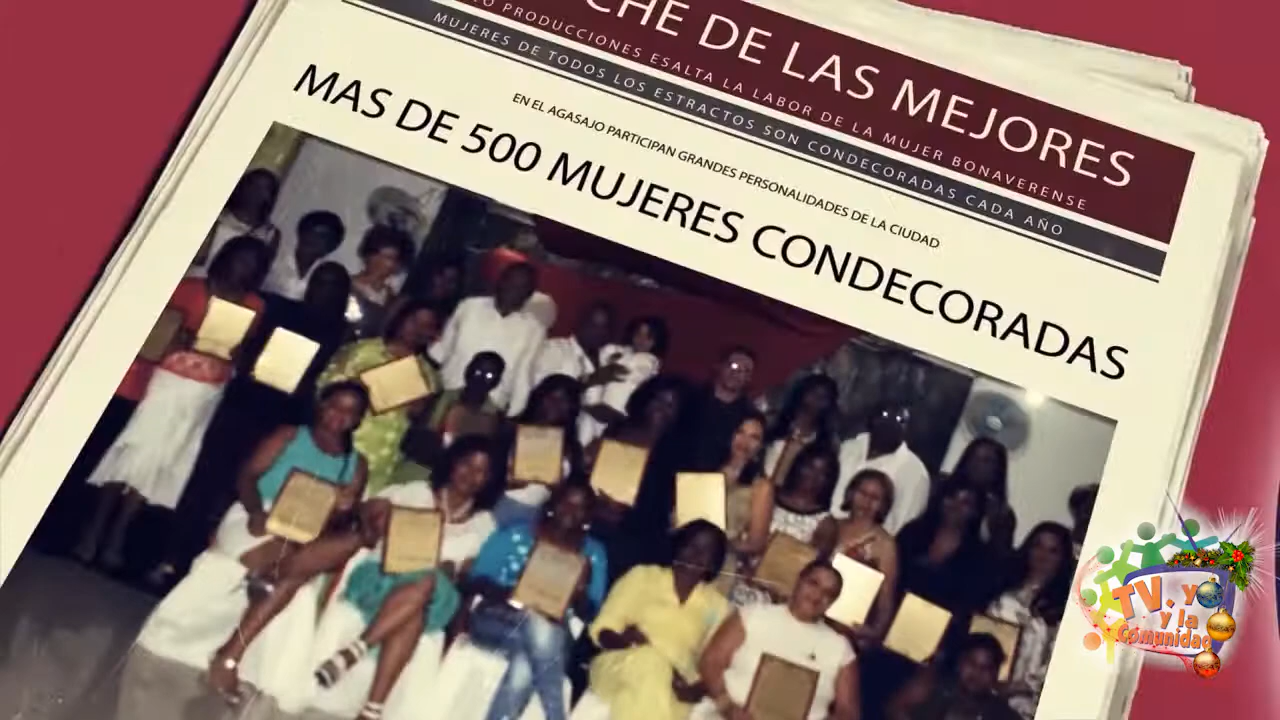 CHE DE LAS MEJORES
PRODUCCIONES ESALTA LA LABOR DE LA MUJER BONAVERENSE
MUJERES DE TODOS LOS ESTRACTOS SON CONDECORADAS CADA AÑO
EN EL AGASAJO PARTICIPAN GRANDES PERSONALIDADES DE LA CIUDAD
MAS DE 500 MUJERES CONDECORADAS
TV, yo
y la
Comunidad